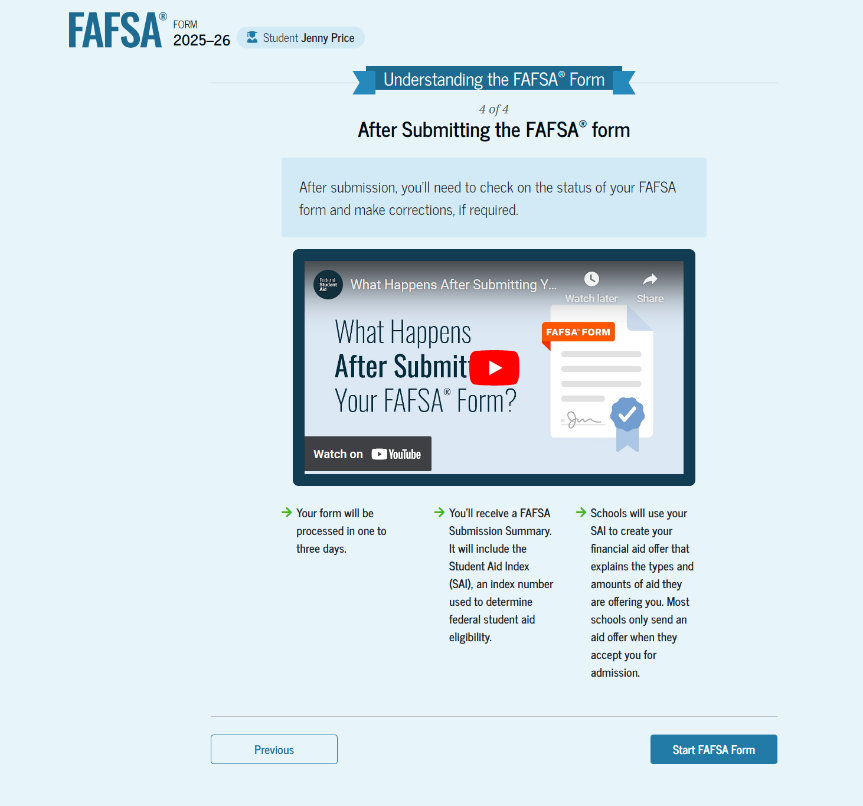 FAFSA® FORM
2025–26
Student Jenny Price
Understanding the FAFSA® Form
4 of 4
After Submitting the FAFSA® form
After submission, you'll need to check on the status of your FAFSA
form and make corrections, if required.
Federal
Student
Aid
What Happens After Submitting Y...
Watch later
Share
What Happens
After Submit
Your FAFSA® Form?
FAFSA® FORM
Watch on YouTube
Your form will be
processed in one to
three days.
You'll receive a FAFSA
Submission Summary.
It will include the
Student Aid Index
(SAI), an index number
used to determine
federal student aid
eligibility.
Schools will use your
SAI to create your
financial aid offer that
explains the types and
amounts of aid they
are offering you. Most
schools only send an
aid offer when they
accept you for
admission.
Previous
Start FAFSA Form